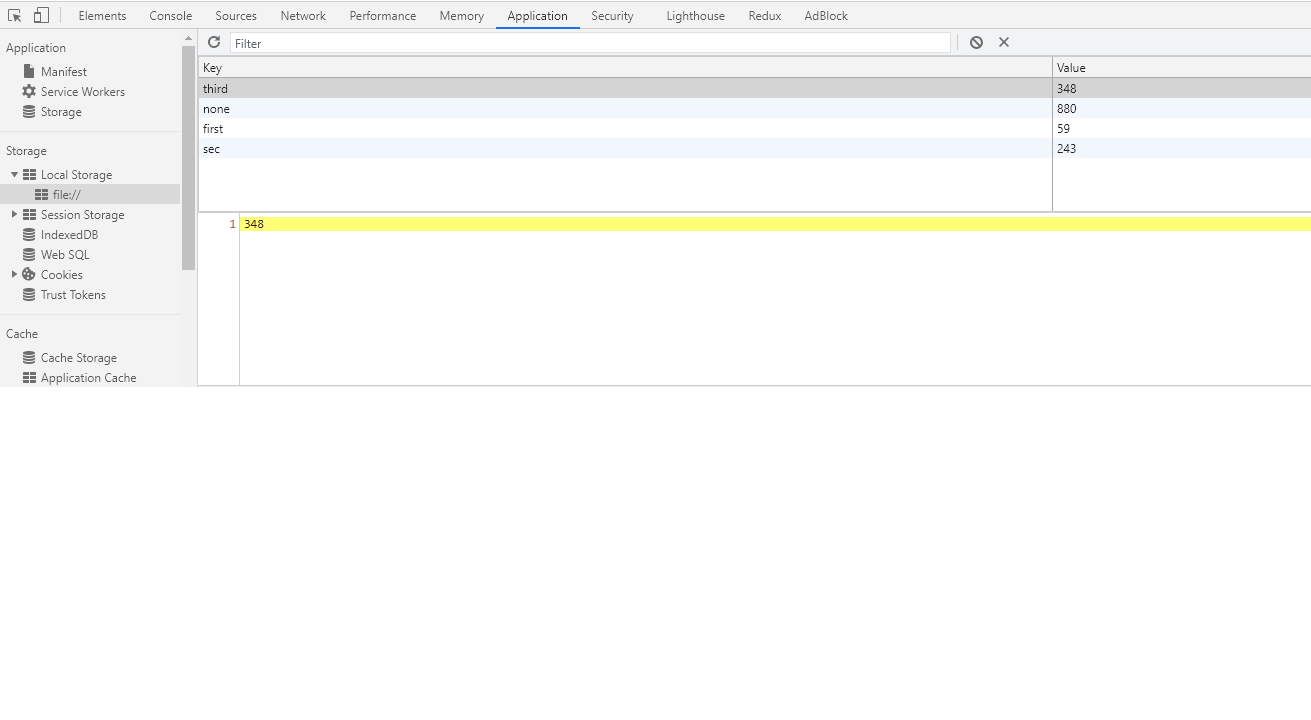 Elements Console Sources Network Performance Memory Application Security Lighthouse Redux AdBlock
Application
Manifest
Service Workers
Storage
Storage
Local Storage
file://
Session Storage
IndexedDB
Web SQL
Cookies
Trust Tokens
Cache
Cache Storage
Application Cache
Filter
Key Value
third 348
none 880
first 59
sec 243
1 348